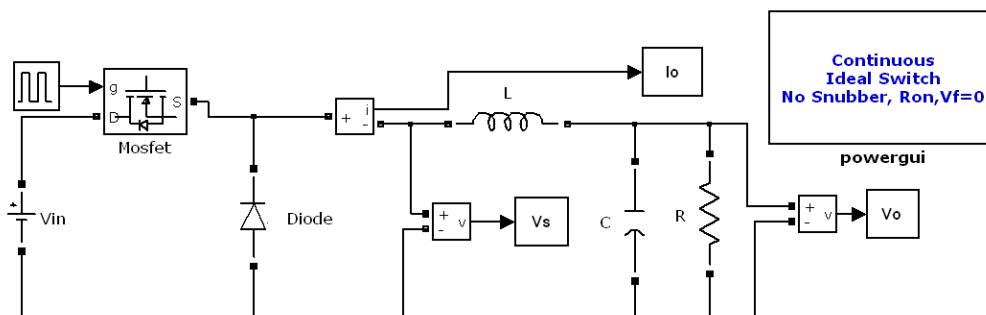 Continuous
Ideal Switch
No Snubber, Ron,Vf=0
powergui
Io
L
g
D
S
Mosfet
+
i
-
+
Vin
Diode
+
-
v
Vs
C
R
+
-
v
Vo